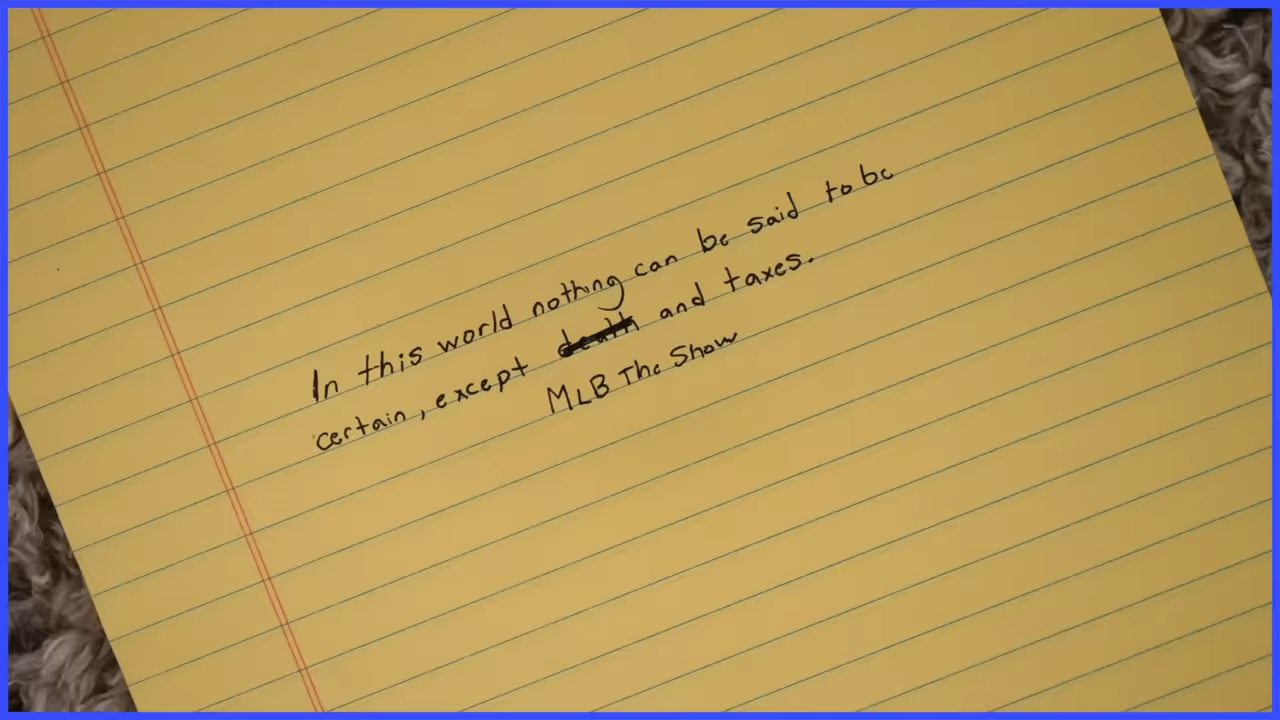 In this world nothing can be said to be
certain, except death and taxes.
MLB The Show